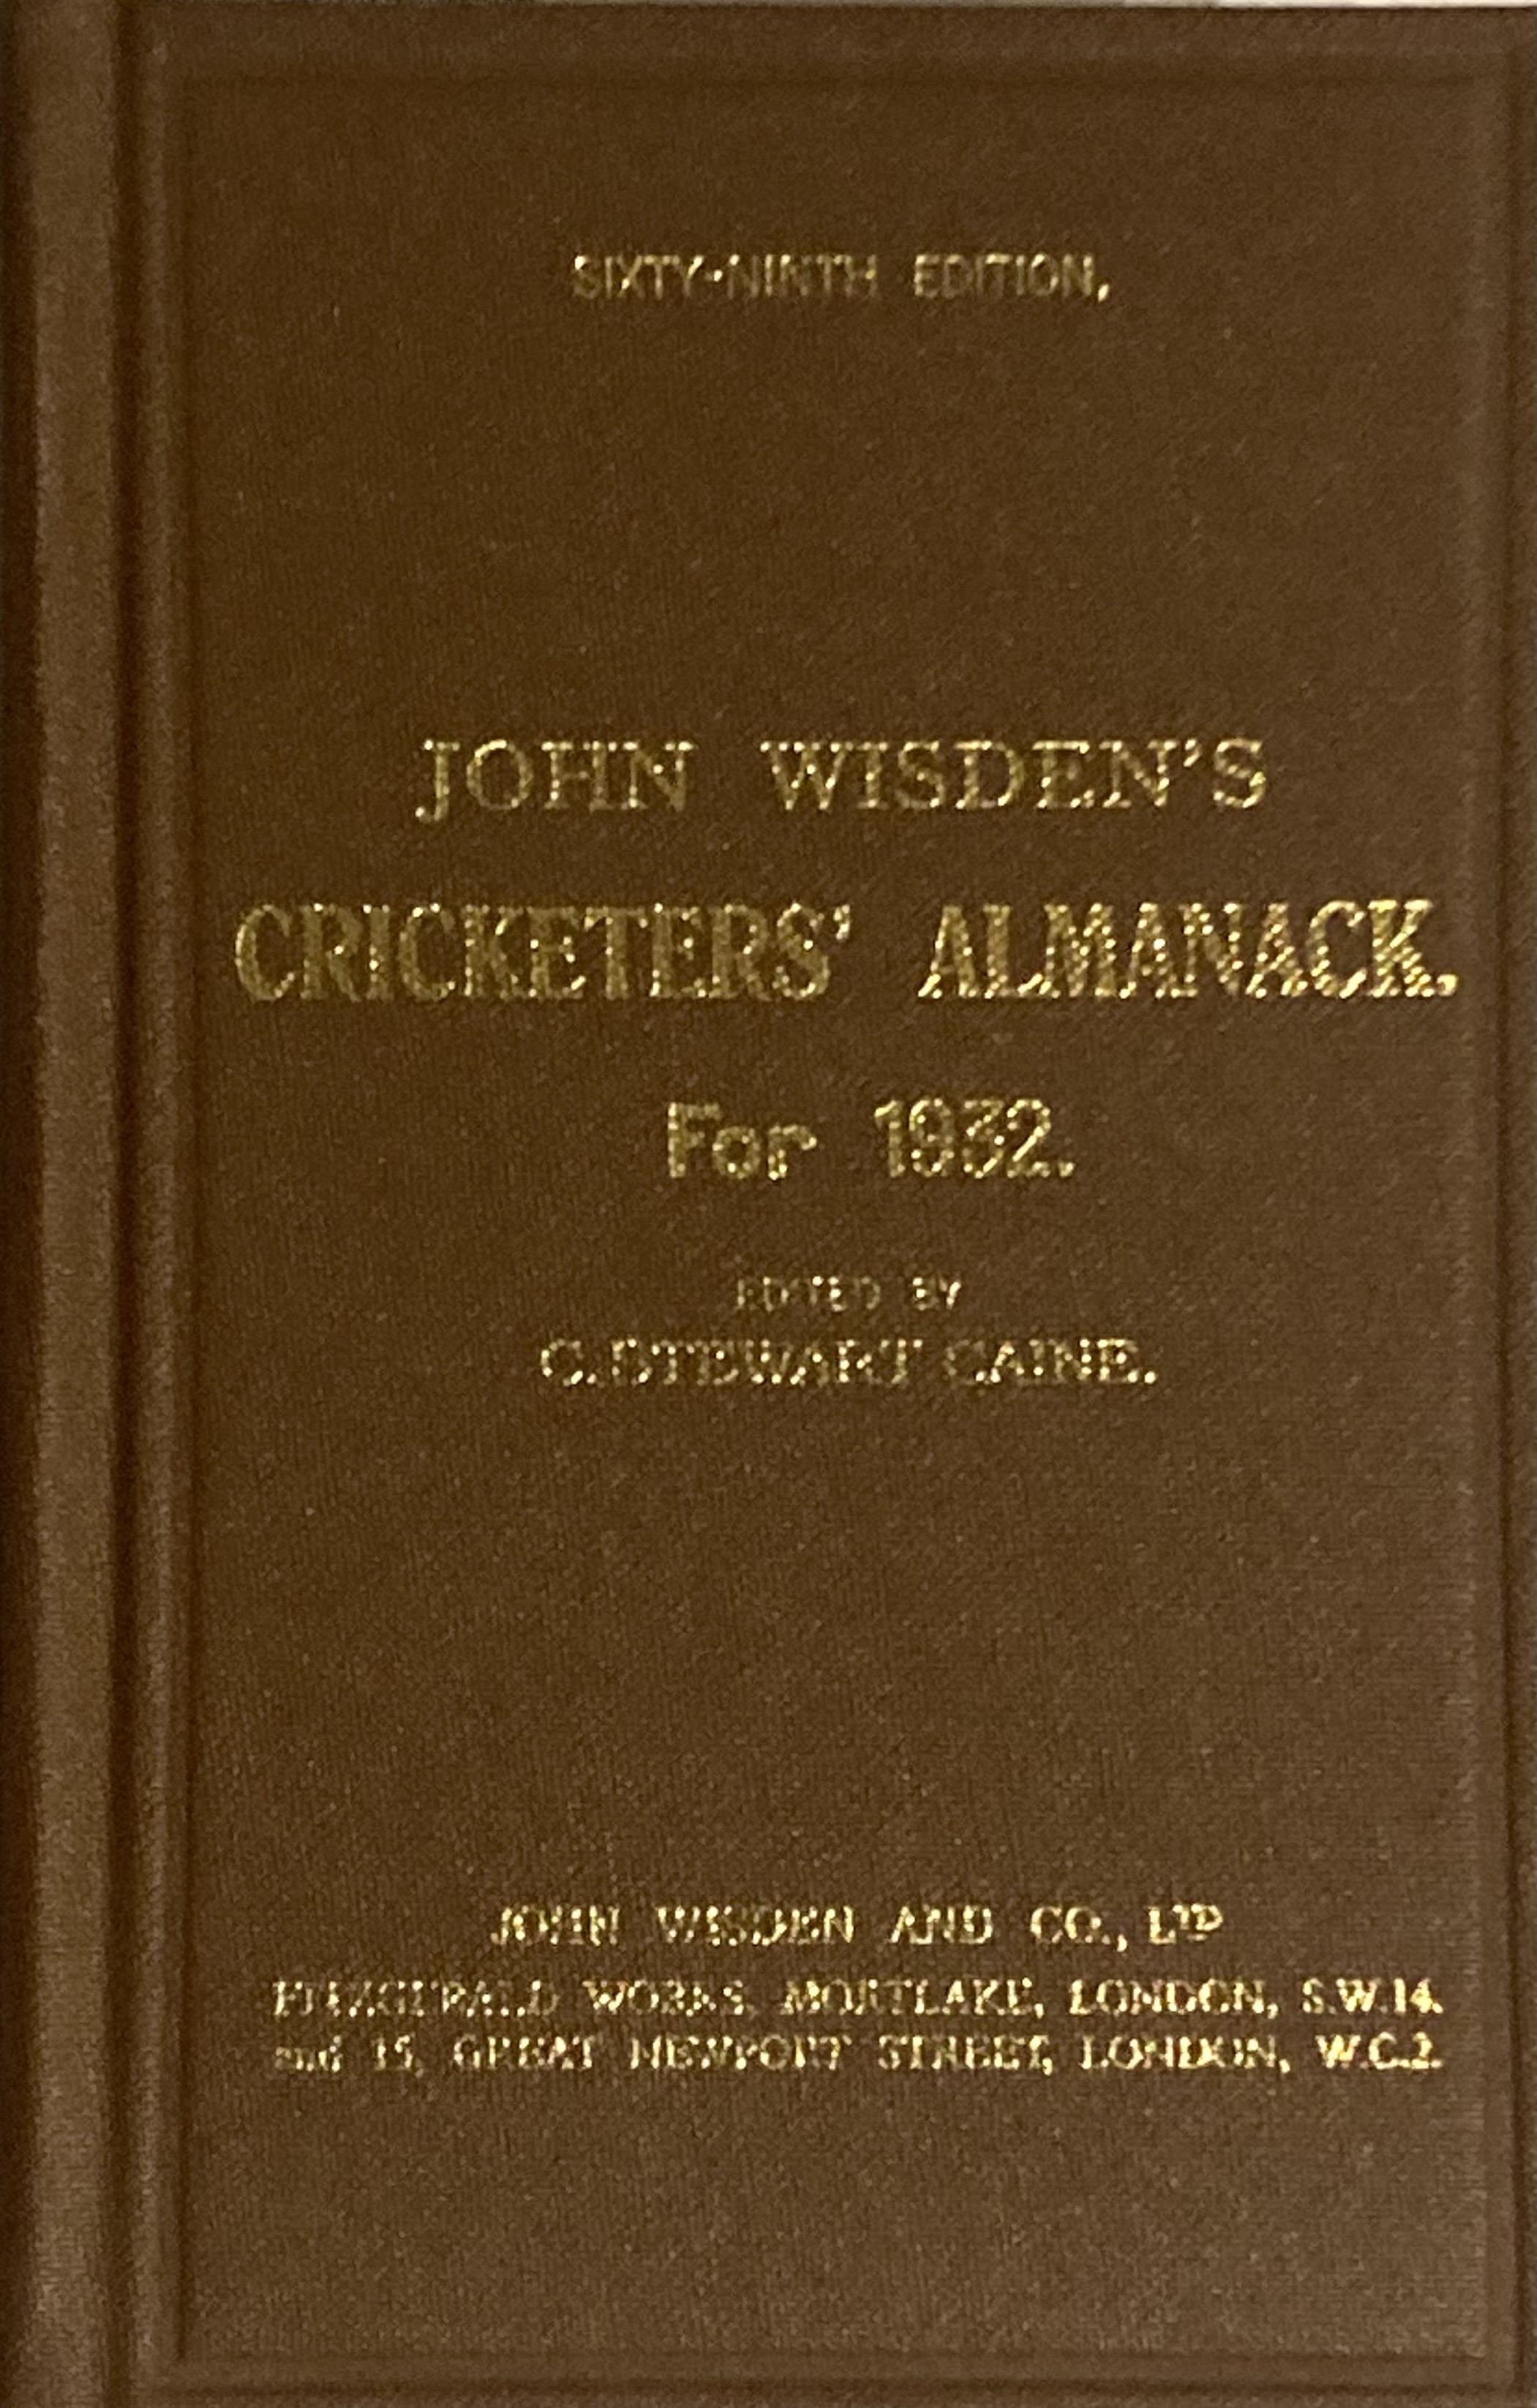 SIXTY-NINTH EDITION.
JOHN WISDEN'S
CRICKETERS' ALMANACK.
For 1932.
EDITED BY
C. STEWART CAINE.
JOHN WISDEN AND CO., LTD
FITZGERALD WORKS, MORTLAKE, LONDON, S.W.14.
and 15, GREAT NEWPORT STREET, LONDON, W.C.2.